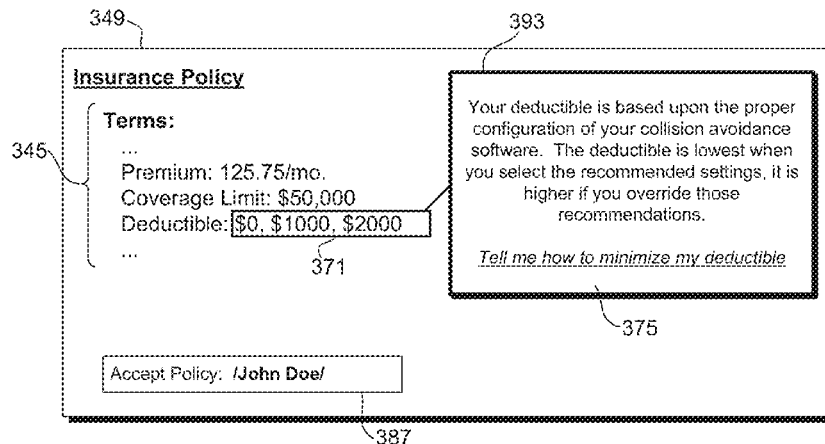 349
393
Insurance Policy
Terms:
...
345
Premium: 125.75/mo.
Coverage Limit: $50,000
Deductible: $0, $1000, $2000
...
371
Your deductible is based upon the proper
configuration of your collision avoidance
software. The deductible is lowest when
you select the recommended settings, it is
higher if you override those
recommendations.
Tell me how to minimize my deductible
375
Accept Policy: /John Doe/
387